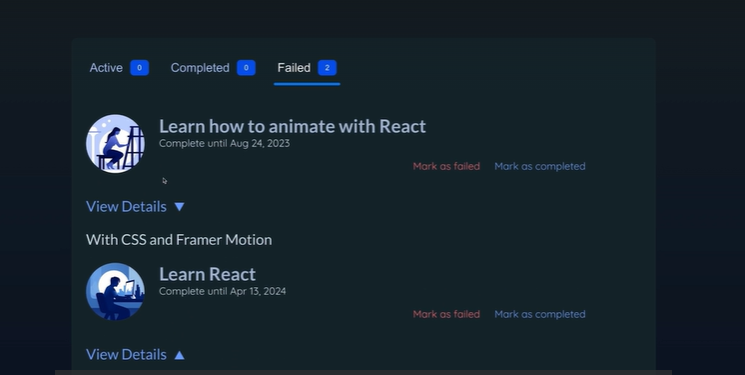 Active 0 Completed 0 Failed 2
Learn how to animate with React
Complete until Aug 24, 2023
Mark as failed Mark as completed
View Details ▼
With CSS and Framer Motion
Learn React
Complete until Apr 13, 2024
Mark as failed Mark as completed
View Details ▲